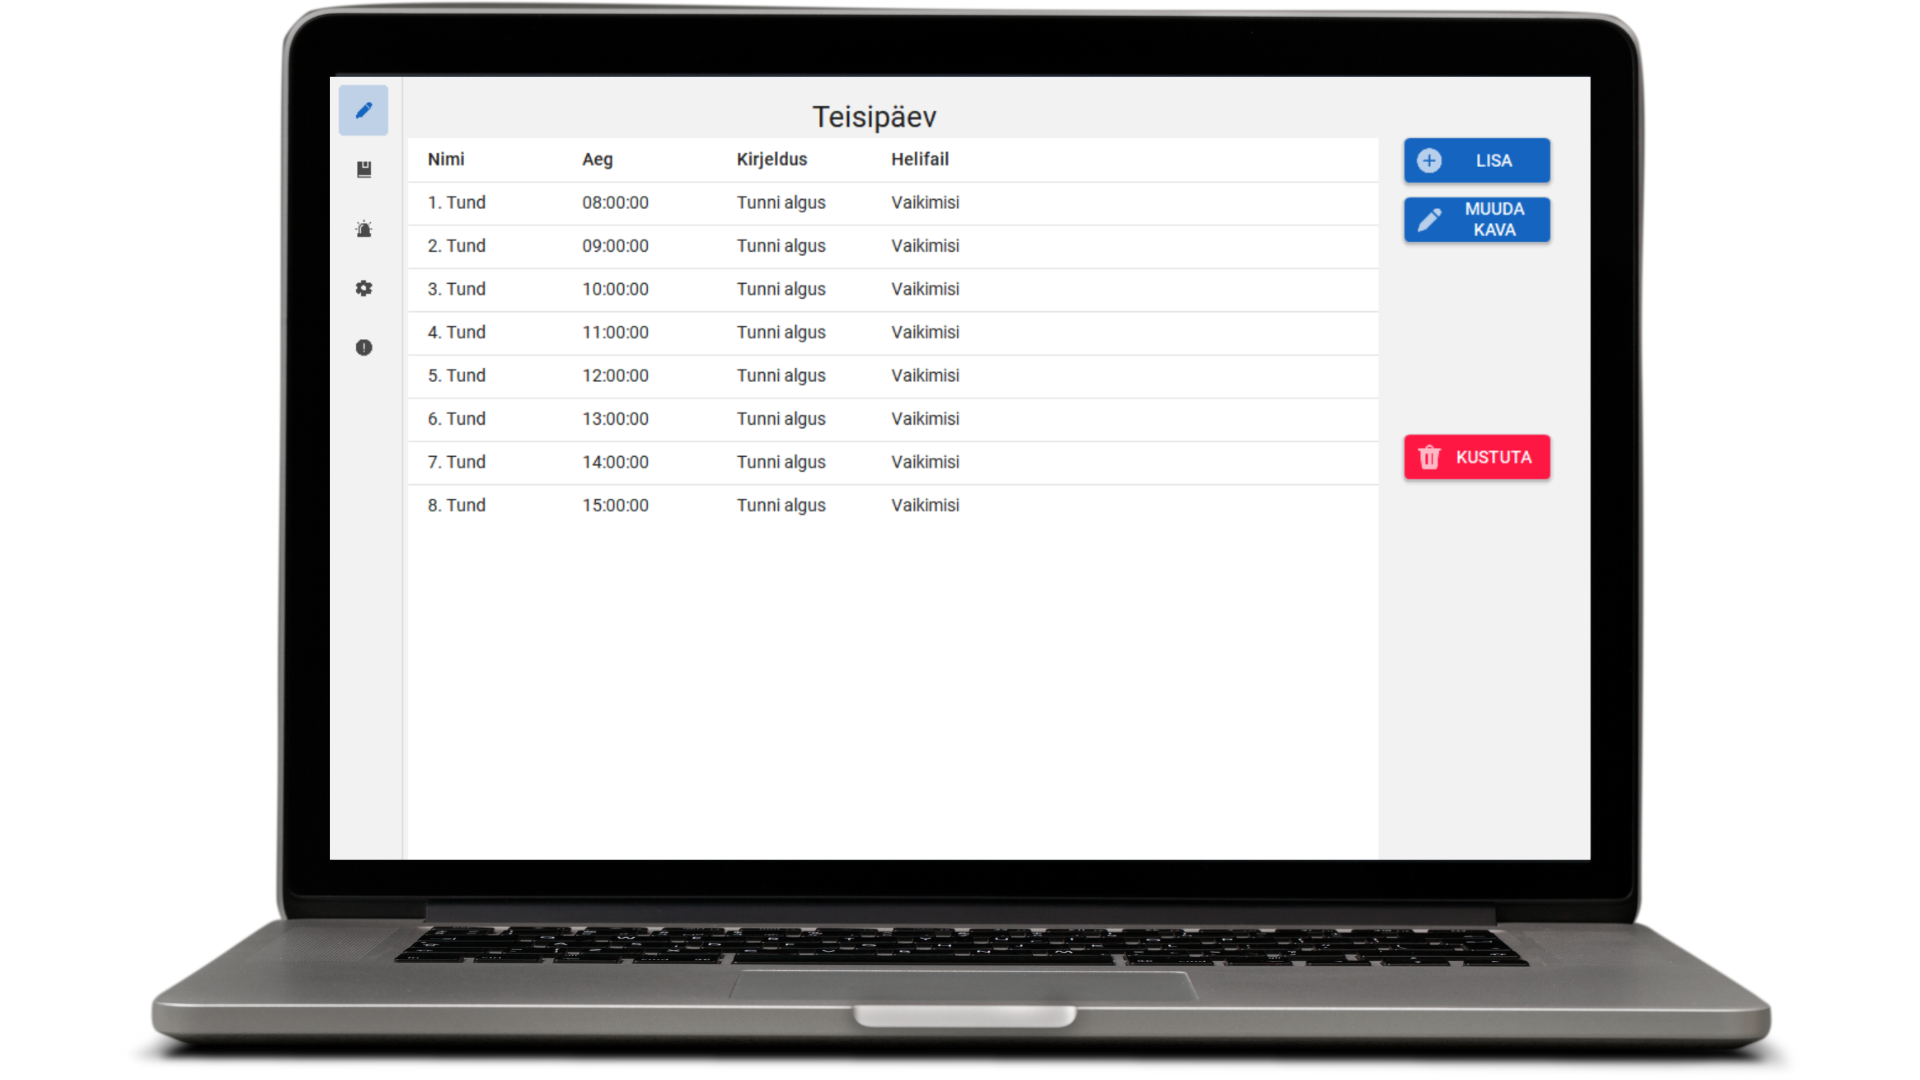 Teisipäev
Nimi Aeg Kirjeldus Helifail
1. Tund 08:00:00 Tunni algus Vaikimisi
2. Tund 09:00:00 Tunni algus Vaikimisi
3. Tund 10:00:00 Tunni algus Vaikimisi
4. Tund 11:00:00 Tunni algus Vaikimisi
5. Tund 12:00:00 Tunni algus Vaikimisi
6. Tund 13:00:00 Tunni algus Vaikimisi
7. Tund 14:00:00 Tunni algus Vaikimisi
8. Tund 15:00:00 Tunni algus Vaikimisi
LISA
MUUDA
KAVA
KUSTUTA